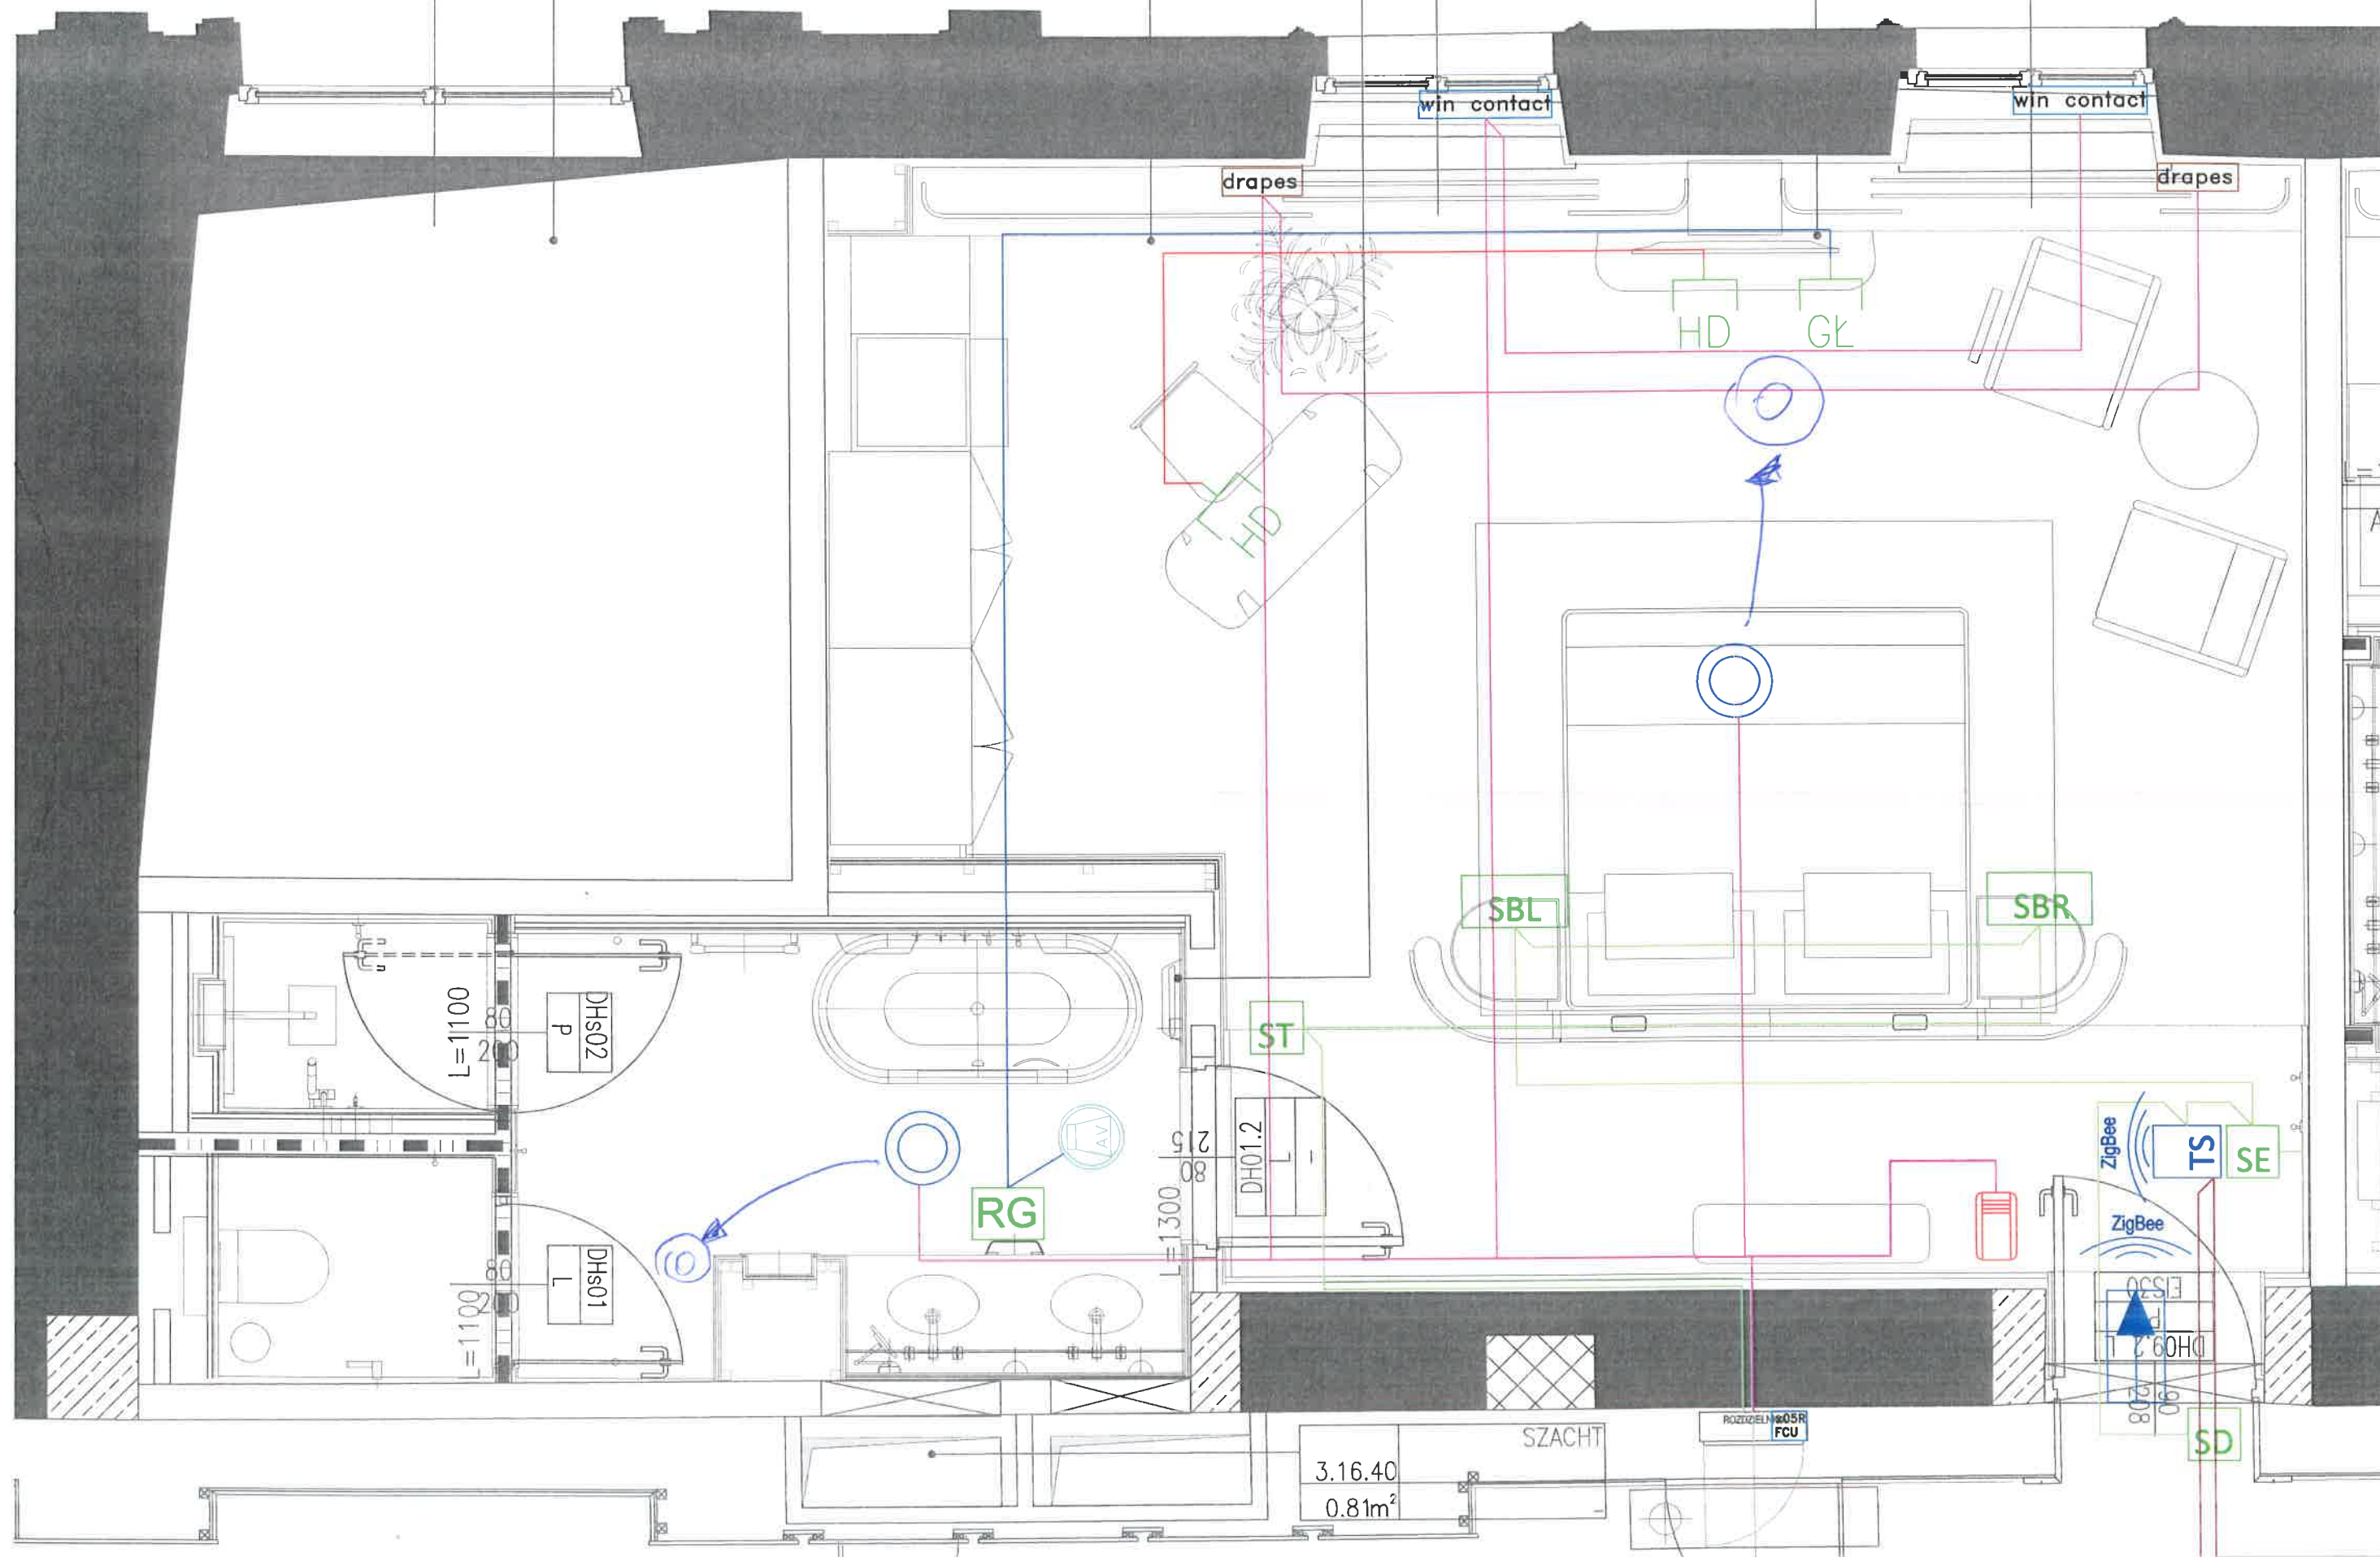 win contact
win contact
drapes
drapes
HD
GŁ
HD
SBL
SBR
L=1100
80
200
DHs02
P
ST
DH01.2
L
-
80
215
L=1300
ZigBee
TS
SE
ZigBee
RG
AV
DHs01
L
80
200
L=1100
EIS30
DH09.2
L
90
208
SD
FCU
SZACHT
3.16.40
0.81m²